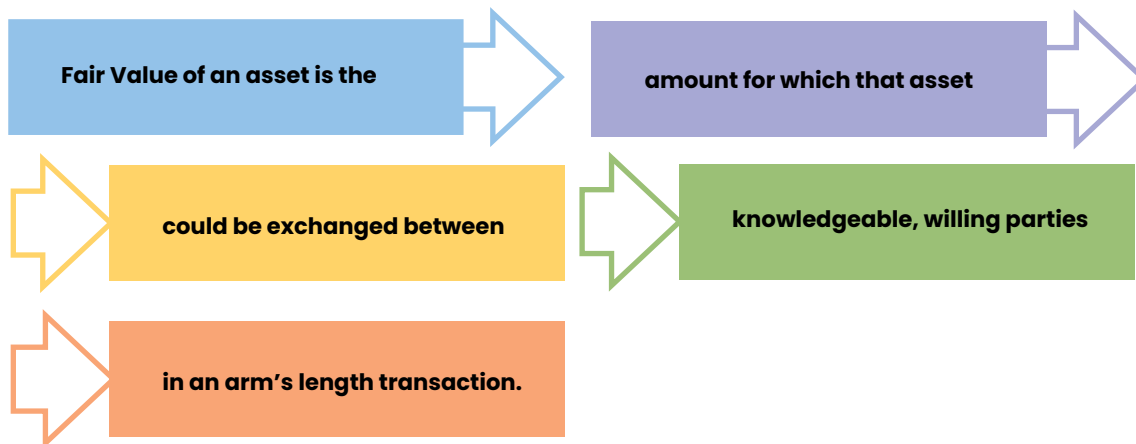 Fair Value of an asset is the
amount for which that asset
could be exchanged between
knowledgeable, willing parties
in an arm’s length transaction.